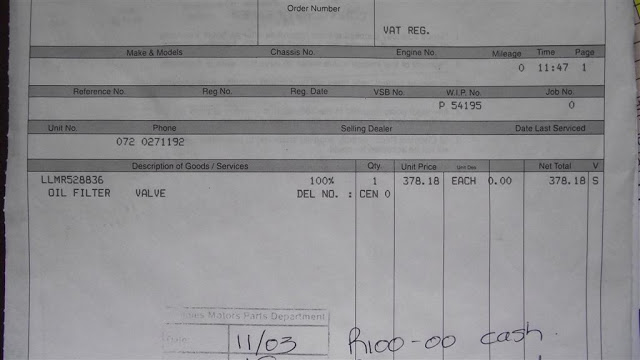 Order Number
VAT REG.
Make & Models Chassis No. Engine No. Mileage Time Page
0 11:47 1
Reference No. Reg No. Reg. Date VSB No. W.I.P. No. Job No.
P 54195 0
Unit No. Phone Selling Dealer Date Last Serviced
072 0271192
Description of Goods / Services Qty Unit Price Unit Des Net Total V
LLMR528836 100% 1 378.18 EACH 0.00 378.18 S
OIL FILTER VALVE DEL NO. : CEN 0
Motors Parts Department
11/03 R100-00 cash.